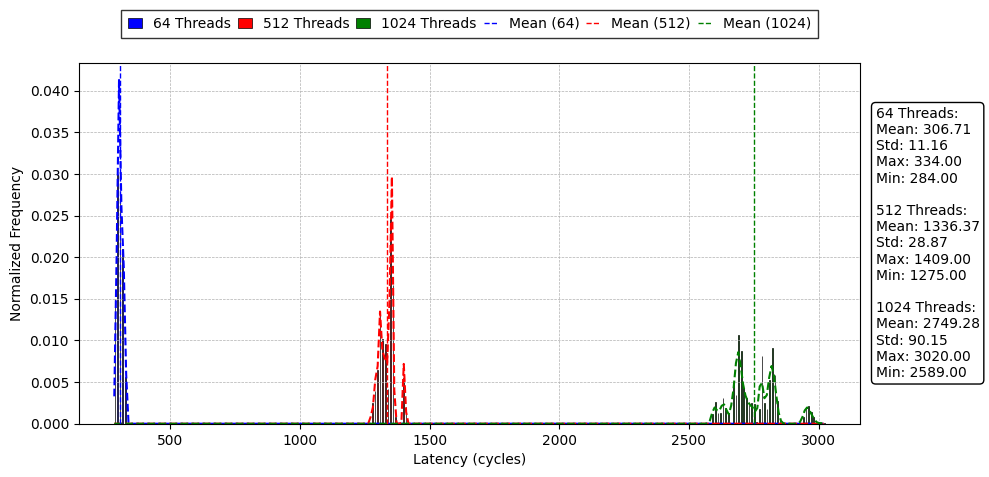 64 Threads 512 Threads 1024 Threads Mean (64) Mean (512) Mean (1024)
0.040
0.035
0.030
0.025
0.020
0.015
0.010
0.005
0.000
Normalized Frequency
500 1000 1500 2000 2500 3000
Latency (cycles)
64 Threads:
Mean: 306.71
Std: 11.16
Max: 334.00
Min: 284.00
512 Threads:
Mean: 1336.37
Std: 28.87
Max: 1409.00
Min: 1275.00
1024 Threads:
Mean: 2749.28
Std: 90.15
Max: 3020.00
Min: 2589.00